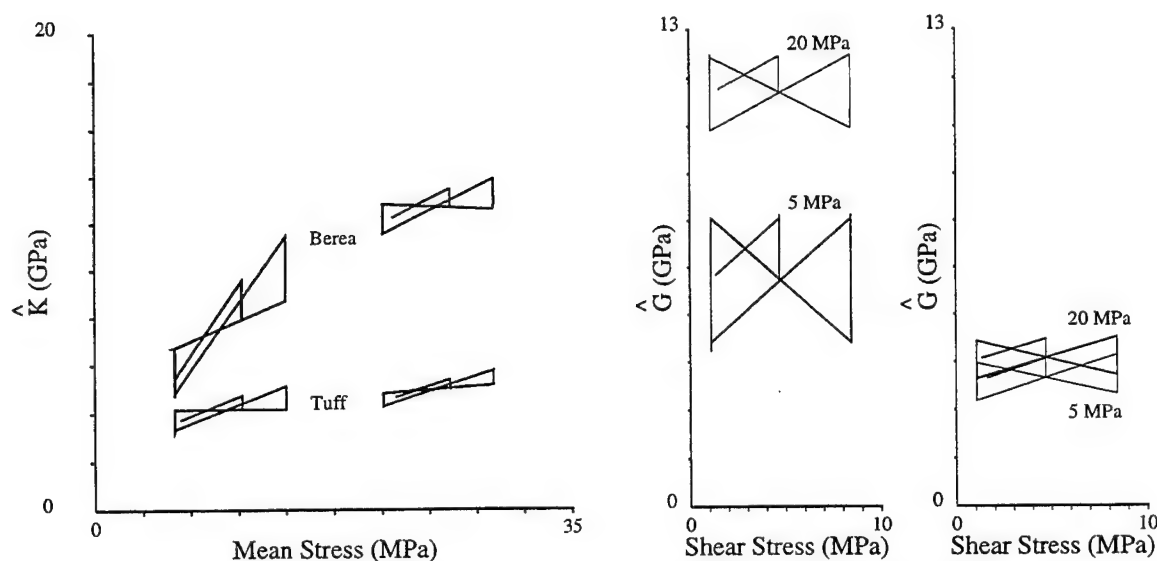 20
K̂ (GPa)
Berea
Tuff
0
0
35
Mean Stress (MPa)
13
20 MPa
5 MPa
Ĝ (GPa)
0
0
10
Shear Stress (MPa)
13
20 MPa
5 MPa
Ĝ (GPa)
0
0
10
Shear Stress (MPa)